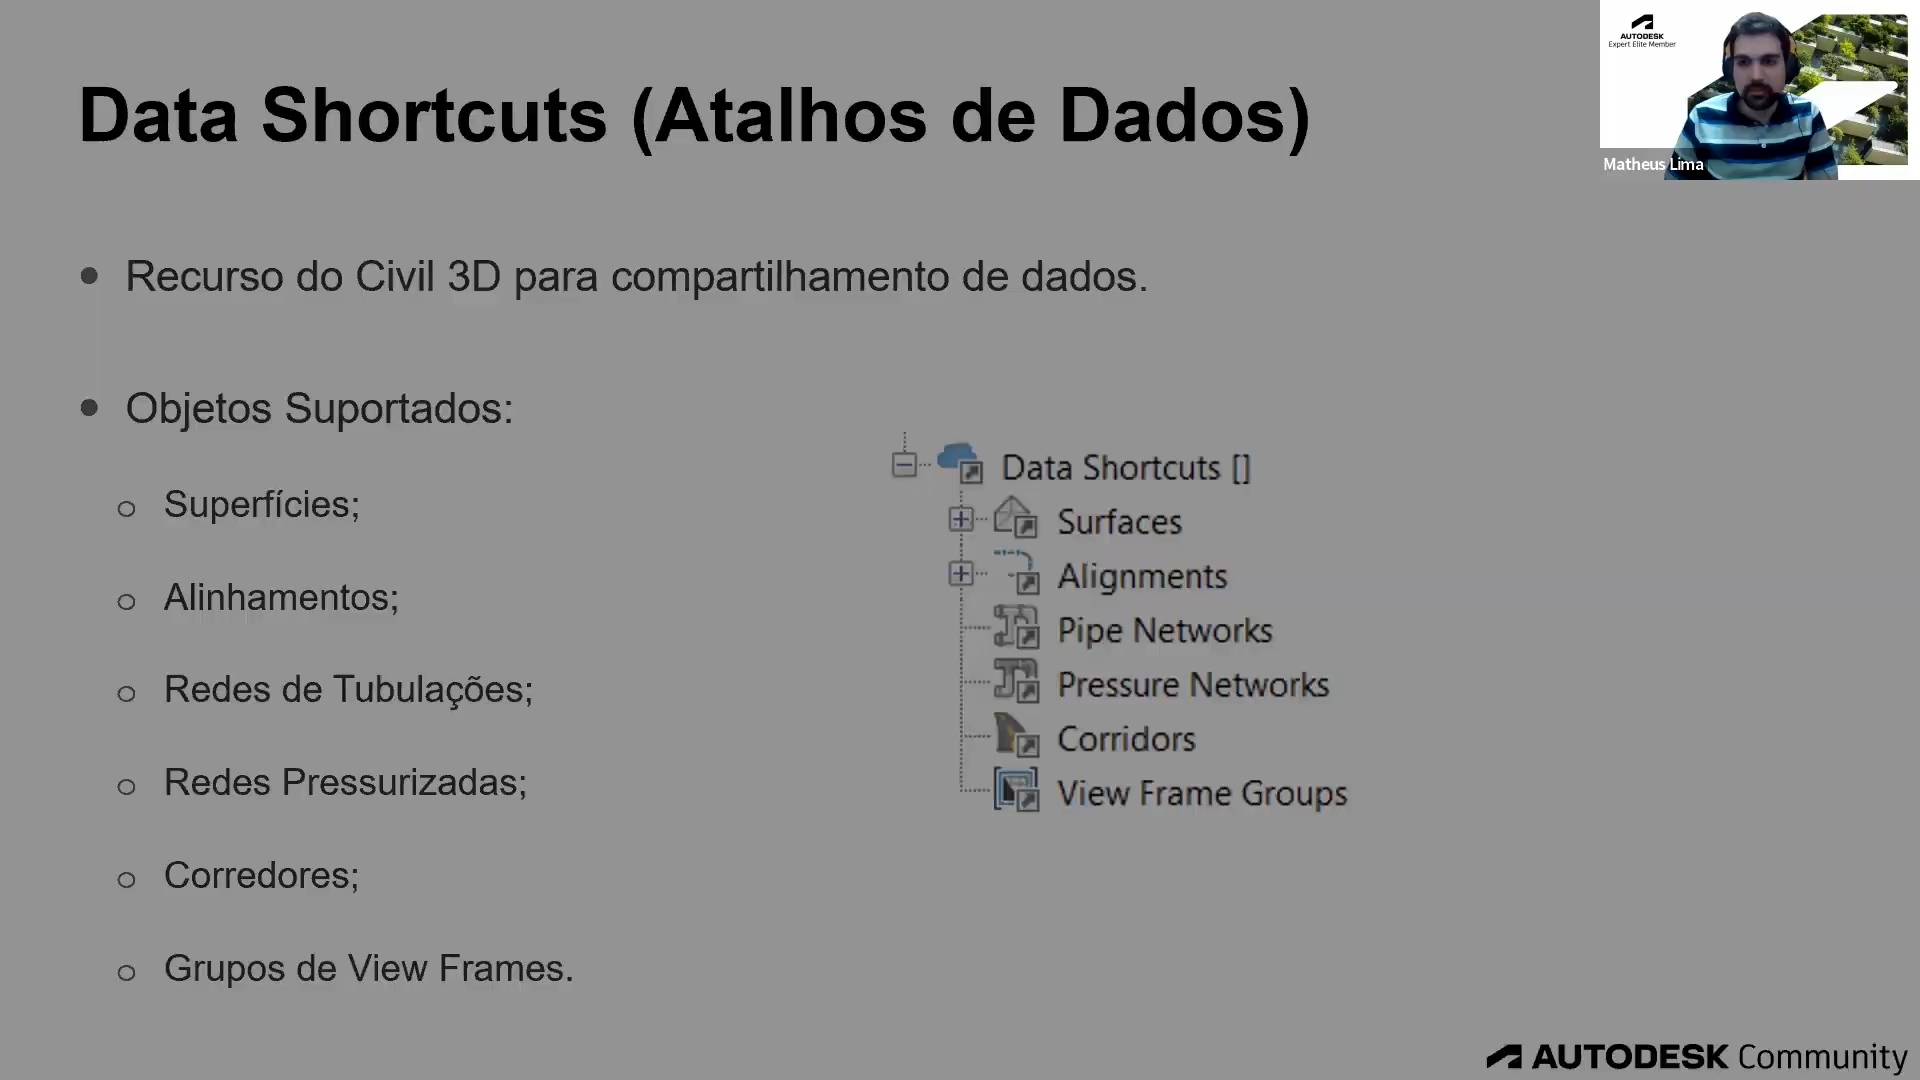 Data Shortcuts (Atalhos de Dados)
AUTODESK
Expert Elite Member
Matheus Lima
• Recurso do Civil 3D para compartilhamento de dados.
• Objetos Suportados:
o Superfícies;
o Alinhamentos;
o Redes de Tubulações;
o Redes Pressurizadas;
o Corredores;
o Grupos de View Frames.
Data Shortcuts []
Surfaces
Alignments
Pipe Networks
Pressure Networks
Corridors
View Frame Groups
AUTODESK Community